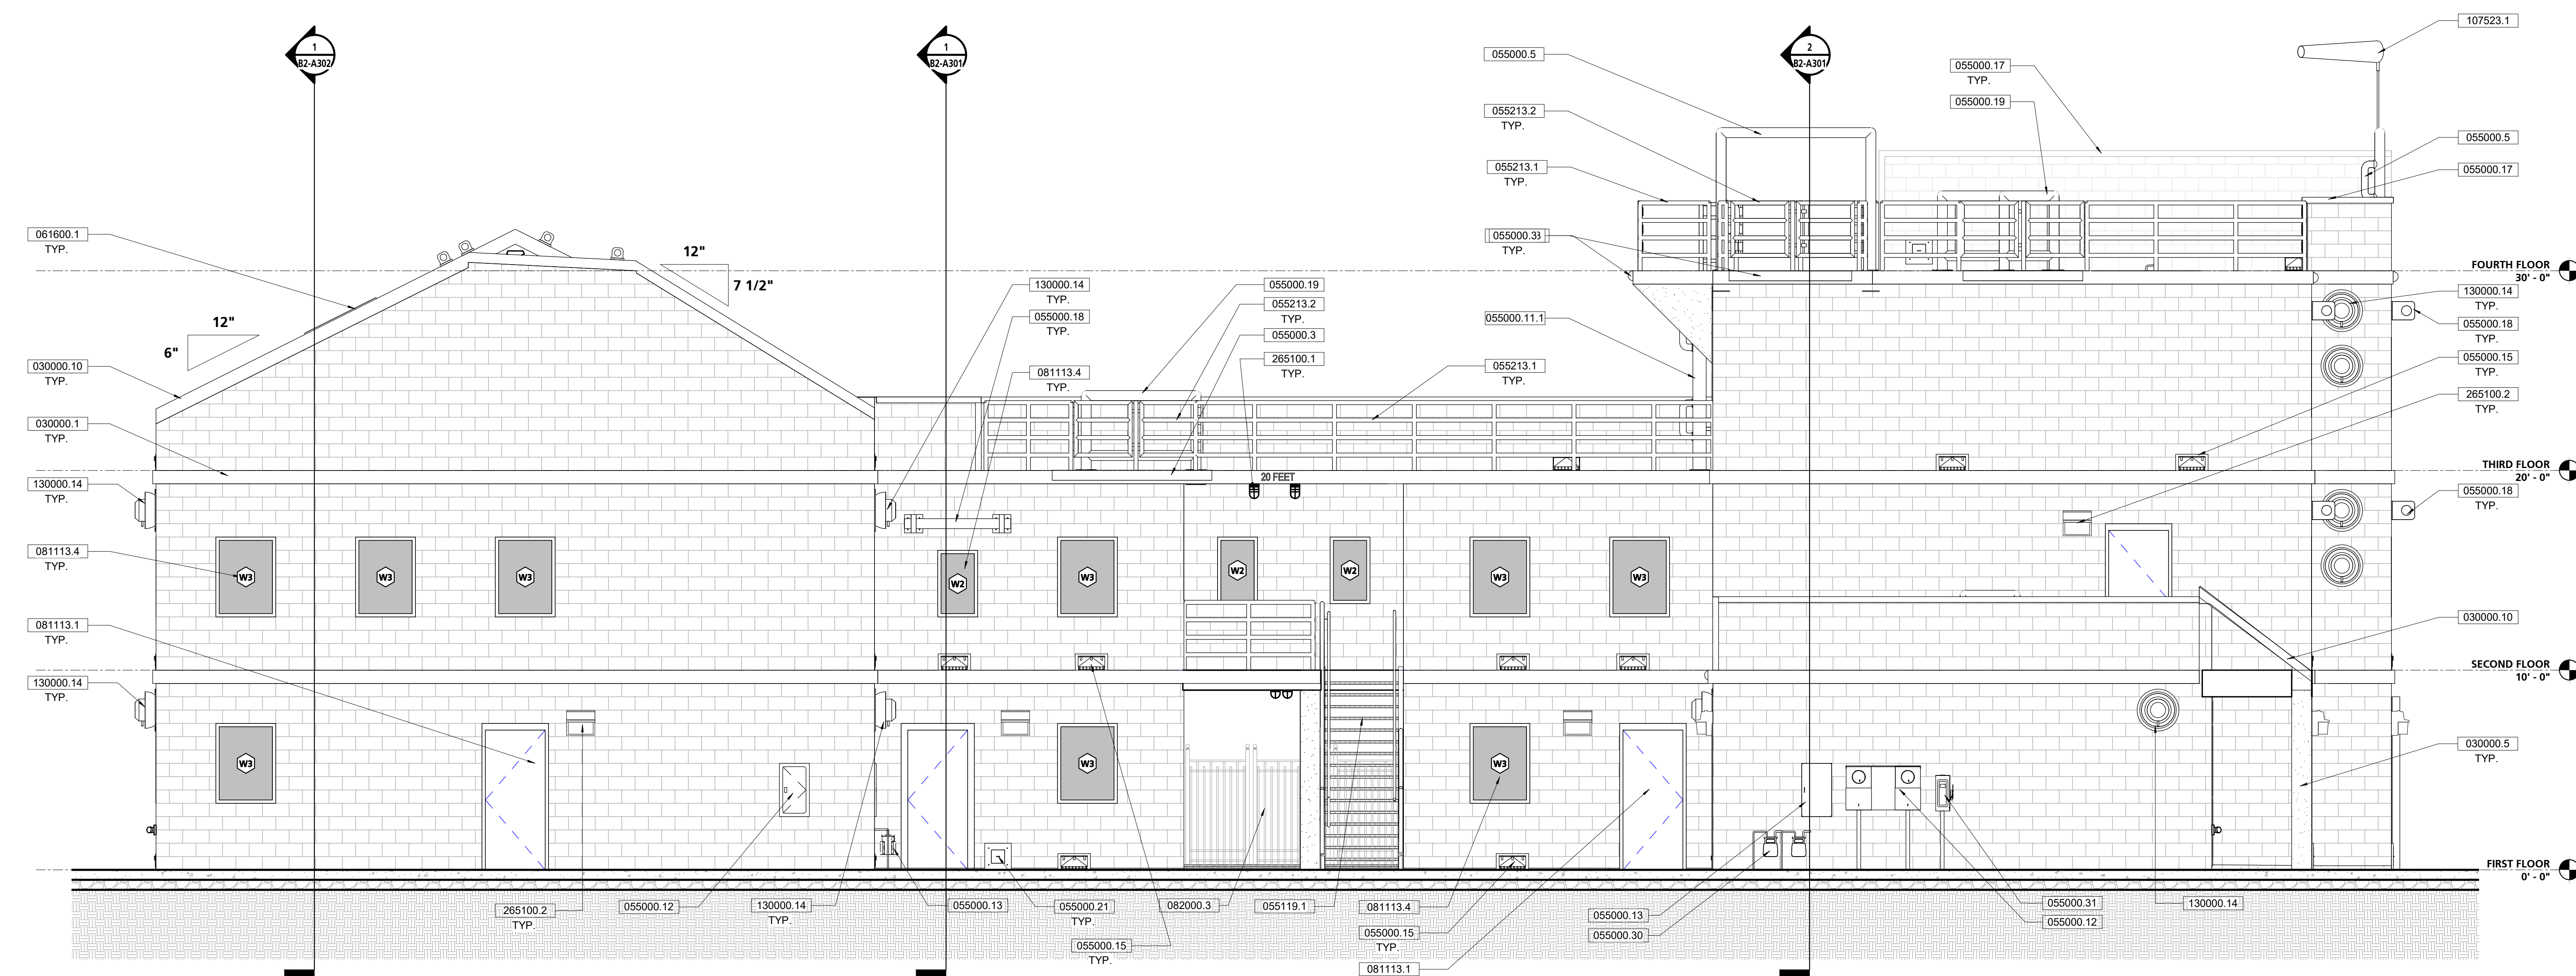 1
B2-A302
1
B2-A301
2
B2-A301
107523.1
055000.5
055000.17
TYP.
055000.19
055213.2
TYP.
055000.5
055213.1
TYP.
055000.17
061600.1
TYP.
12"
7 1/2"
TYP.
FOURTH FLOOR
30' - 0"
130000.14
TYP.
055000.18
TYP.
055000.19
055213.2
TYP.
055000.3
265100.1
TYP.
081113.4
TYP.
055000.11.1
055213.1
TYP.
130000.14
TYP.
055000.18
TYP.
055000.15
TYP.
265100.2
TYP.
12"
6"
030000.10
TYP.
030000.1
TYP.
THIRD FLOOR
20' - 0"
20 FEET
130000.14
TYP.
055000.18
TYP.
081113.4
TYP.
W3
W3
W3
W2
W3
W2
W2
W3
W3
081113.1
TYP.
030000.10
SECOND FLOOR
10' - 0"
130000.14
TYP.
W3
W3
W3
030000.5
TYP.
FIRST FLOOR
0' - 0"
265100.2
TYP.
055000.12
130000.14
TYP.
055000.13
055000.21
TYP.
055000.15
TYP.
082000.3
055119.1
081113.4
TYP.
055000.15
TYP.
081113.1
055000.13
055000.30
055000.31
055000.12
130000.14